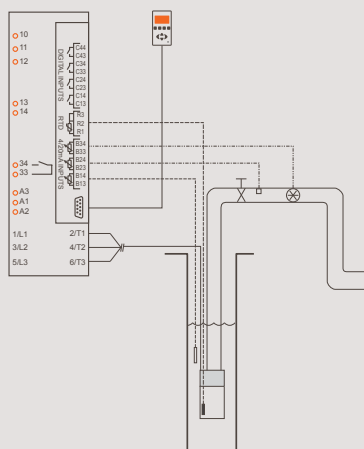 10
11
12
13
14
34
33
A3
A1
A2
1/L1
3/L2
5/L3
2/T1
4/T2
6/T3
DIGITAL INPUTS
C44
C43
C34
C33
C24
C23
C14
C13
RTD
R3
R2
R1
4/20mA INPUTS
B34
B33
B24
B23
B14
B13